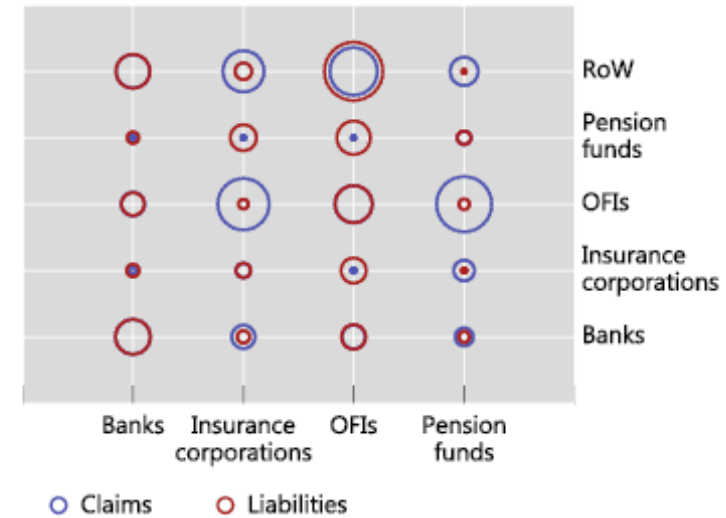 RoW
Pension
funds
OFIs
Insurance
corporations
Banks
Banks Insurance OFIs Pension
corporations funds
Claims Liabilities